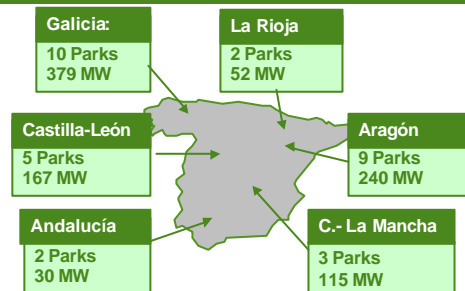 Galicia:
10 Parks
379 MW
La Rioja
2 Parks
52 MW
Castilla-León
5 Parks
167 MW
Aragón
9 Parks
240 MW
Andalucía
2 Parks
30 MW
C.- La Mancha
3 Parks
115 MW